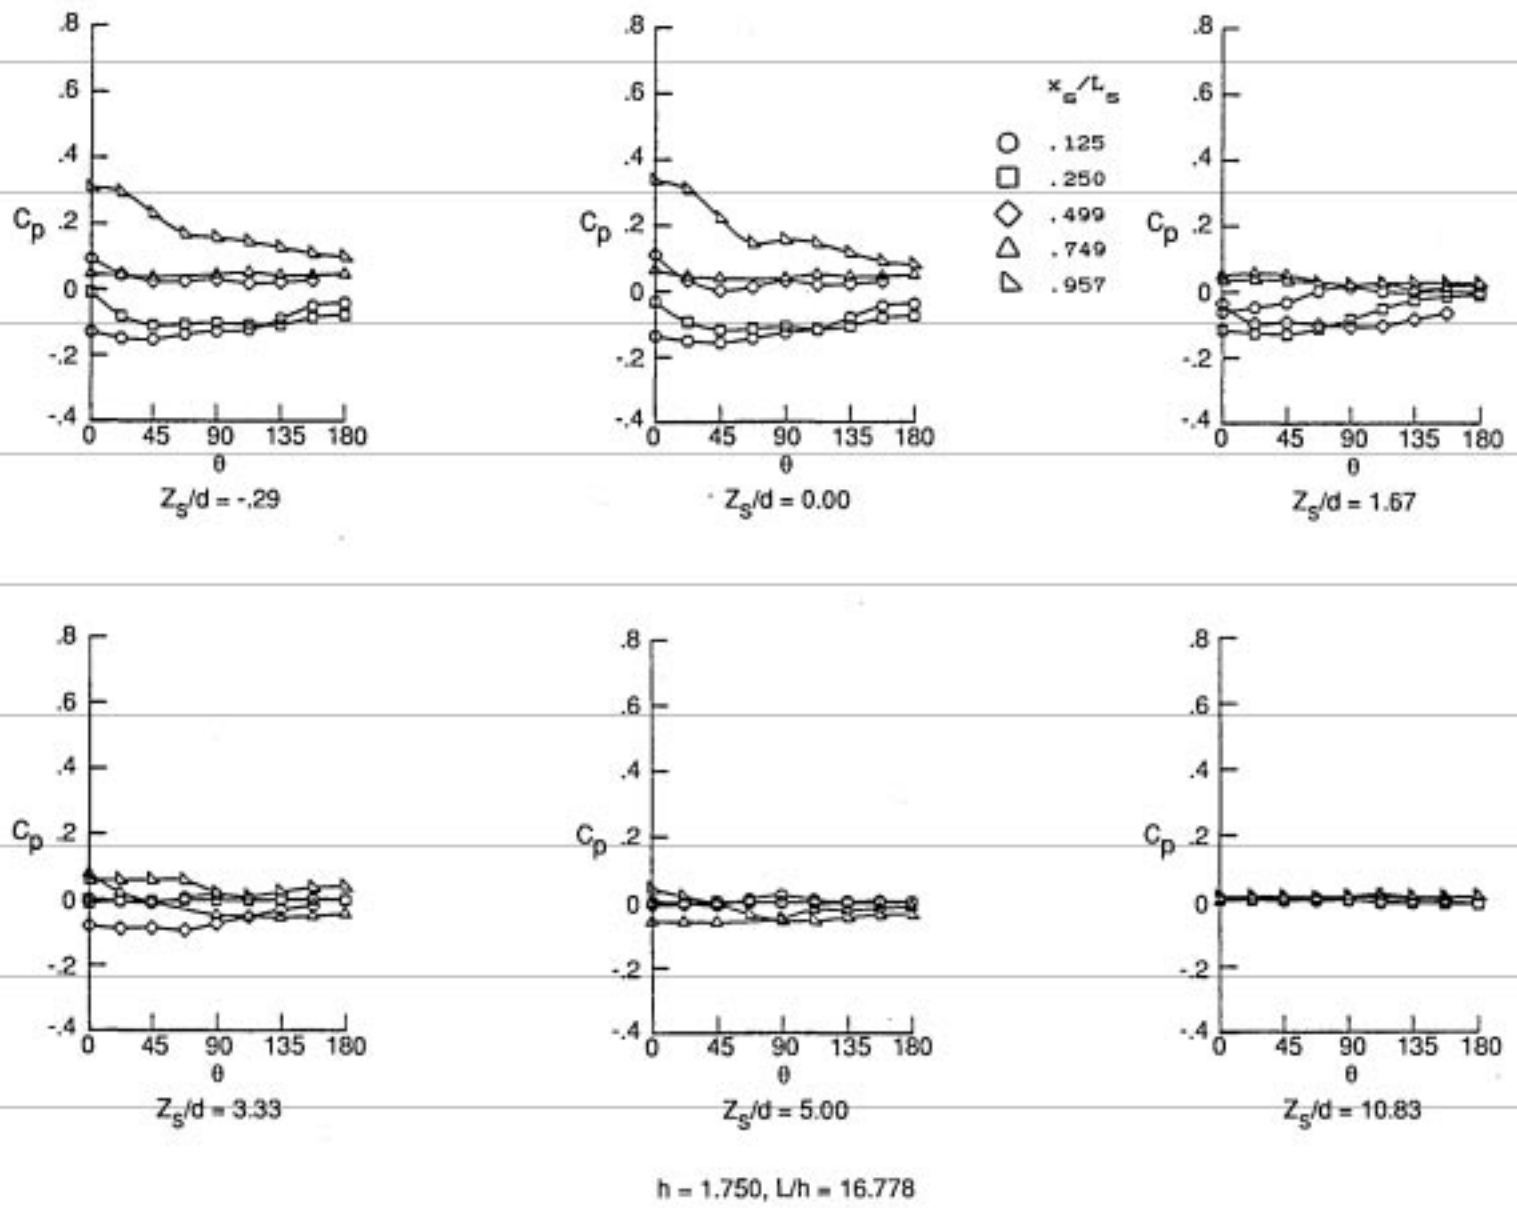 .8
.6
.4
.2
0
-.2
-.4
Cp
0 45 90 135 180
θ
Zs/d = -.29
.8
.6
.4
.2
0
-.2
-.4
Cp
0 45 90 135 180
θ
Zs/d = 0.00
xs/Ls
.125
.250
.499
.749
.957
.8
.6
.4
.2
0
-.2
-.4
Cp
0 45 90 135 180
θ
Zs/d = 1.67
.8
.6
.4
.2
0
-.2
-.4
Cp
0 45 90 135 180
θ
Zs/d = 3.33
.8
.6
.4
.2
0
-.2
-.4
Cp
0 45 90 135 180
θ
Zs/d = 5.00
.8
.6
.4
.2
0
-.2
-.4
Cp
0 45 90 135 180
θ
Zs/d = 10.83
h = 1.750, L/h = 16.778